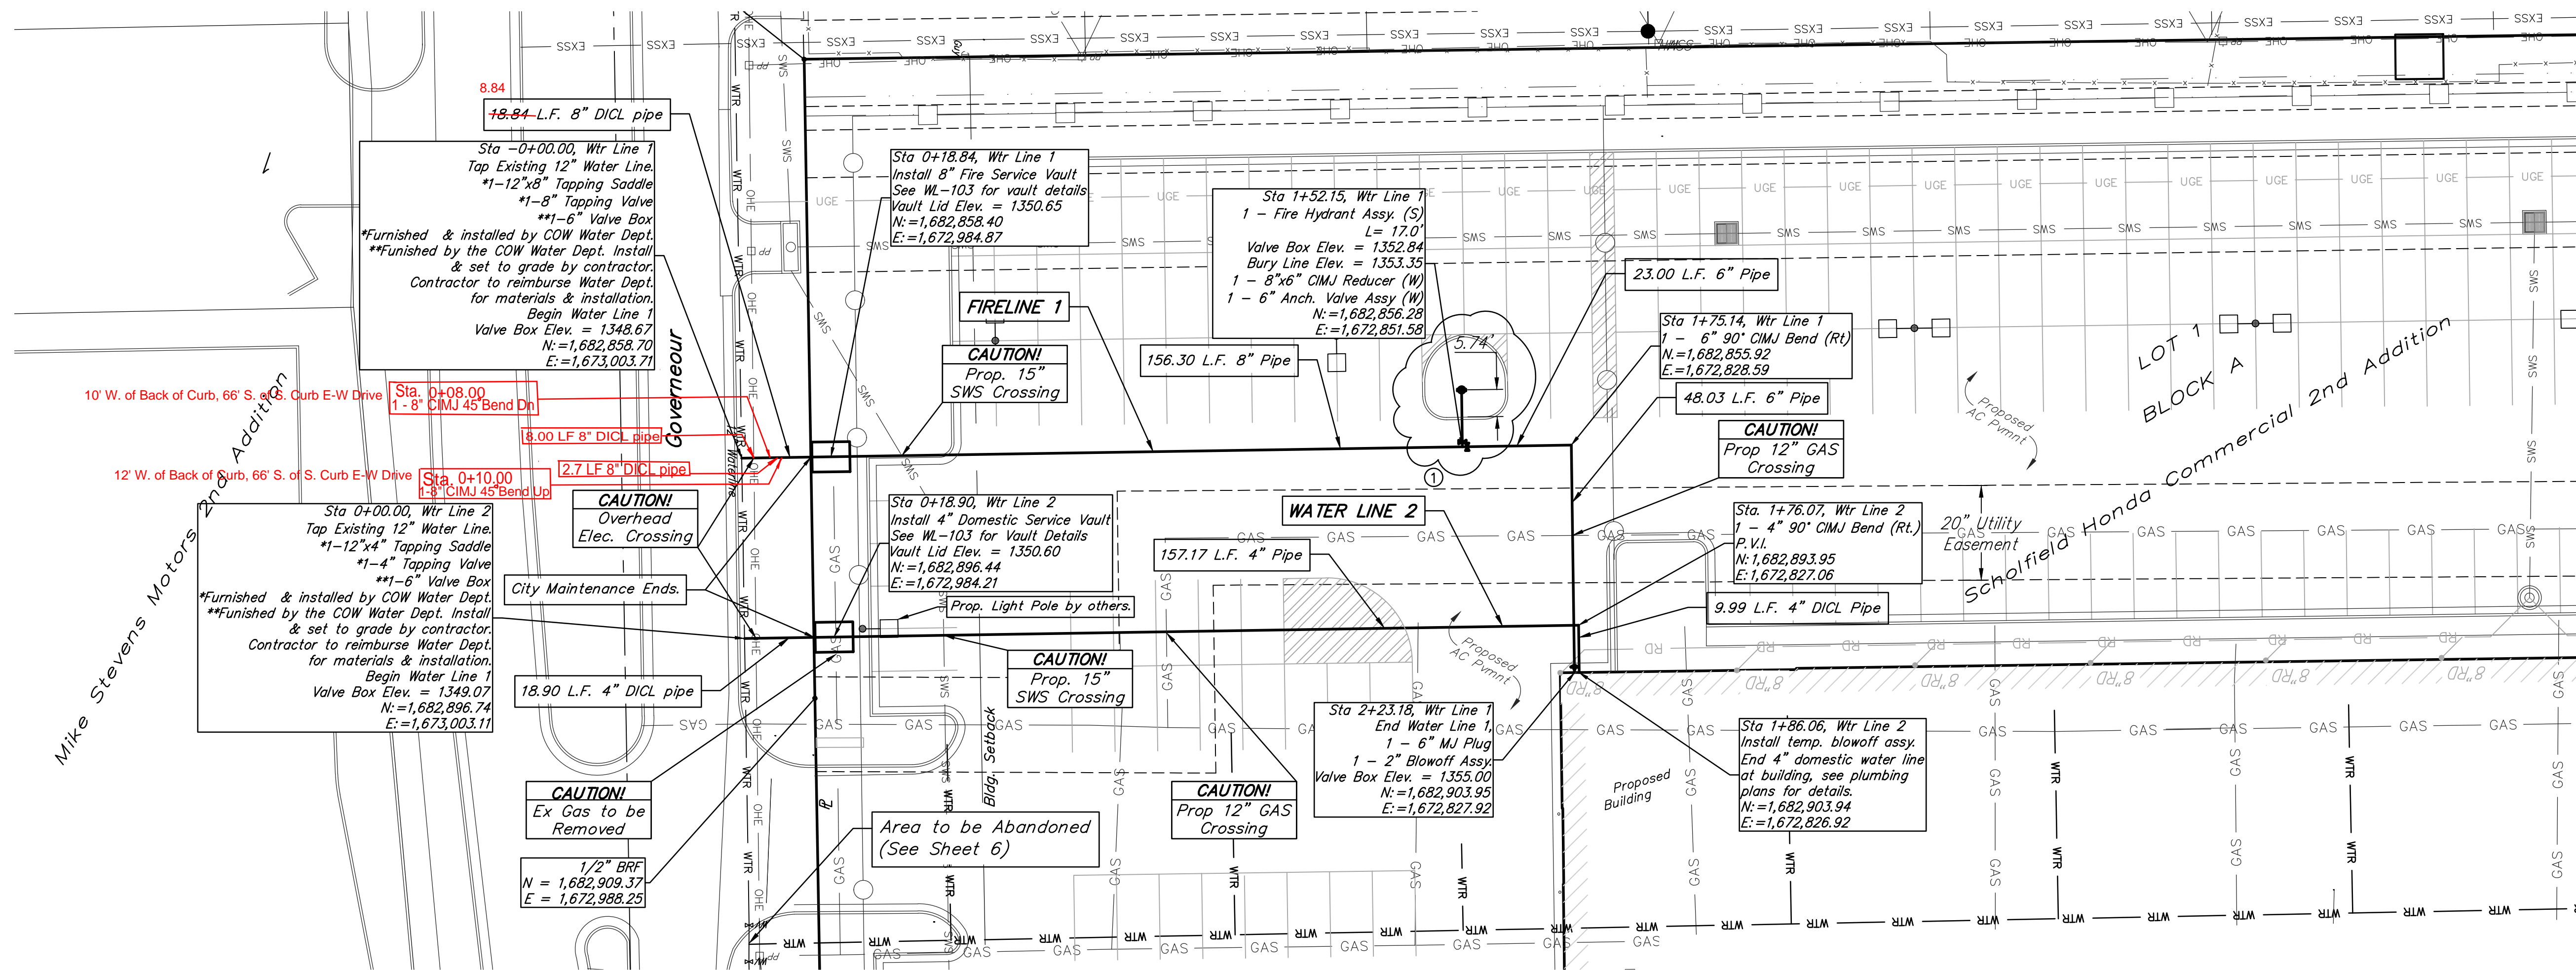 8.84
18.84 L.F. 8" DICL pipe
Sta -0+00.00, Wtr Line 1
Tap Existing 12" Water Line.
*1-12"x8" Tapping Saddle
*1-8" Tapping Valve
**1-6" Valve Box
*Furnished & installed by COW Water Dept.
**Funished by the COW Water Dept. Install
& set to grade by contractor.
Contractor to reimburse Water Dept.
for materials & installation.
Begin Water Line 1
Valve Box Elev. = 1348.67
N:=1,682,858.70
E:=1,673,003.71
Sta 0+18.84, Wtr Line 1
Install 8" Fire Service Vault
See WL-103 for vault details
Vault Lid Elev. = 1350.65
N:=1,682,858.40
E:=1,672,984.87
Sta 1+52.15, Wtr Line 1
1 - Fire Hydrant Assy. (S)
L= 17.0'
Valve Box Elev. = 1352.84
Bury Line Elev. = 1353.35
1 - 8"x6" CIMJ Reducer (W)
1 - 6" Anch. Valve Assy (W)
N:=1,682,856.28
E:=1,672,851.58
23.00 L.F. 6" Pipe
FIRELINE 1
CAUTION!
Prop. 15"
SWS Crossing
156.30 L.F. 8" Pipe
5.74'
1
Sta 1+75.14, Wtr Line 1
1 - 6" 90° CIMJ Bend (Rt)
N.=1,682,855.92
E:=1,672,828.59
48.03 L.F. 6" Pipe
CAUTION!
Prop 12" GAS
Crossing
LOT 1
BLOCK A
Scholfield Honda Commercial 2nd Addition
Proposed
AC Pvmnt
Governeour
12" Waterline
10' W. of Back of Curb, 66' S. of S. Curb E-W Drive
Sta. 0+08.00
1 - 8" CIMJ 45°Bend Dn
8.00 LF 8" DICL pipe
2.7 LF 8" DICL pipe
12' W. of Back of Curb, 66' S. of S. Curb E-W Drive
Sta. 0+10.00
1-8" CIMJ 45°Bend Up
Mike Stevens Motors 2nd Addition
CAUTION!
Overhead
Elec. Crossing
Sta 0+00.00, Wtr Line 2
Tap Existing 12" Water Line.
*1-12"x4" Tapping Saddle
*1-4" Tapping Valve
**1-6" Valve Box
*Furnished & installed by COW Water Dept.
**Funished by the COW Water Dept. Install
& set to grade by contractor.
Contractor to reimburse Water Dept.
for materials & installation.
Begin Water Line 1
Valve Box Elev. = 1349.07
N:=1,682,896.74
E:=1,673,003.11
City Maintenance Ends.
18.90 L.F. 4" DICL pipe
Sta 0+18.90, Wtr Line 2
Install 4" Domestic Service Vault
See WL-103 for Vault Details
Vault Lid Elev. = 1350.60
N:=1,682,896.44
E:=1,672,984.21
Prop. Light Pole by others.
WATER LINE 2
157.17 L.F. 4" Pipe
Sta. 1+76.07, Wtr Line 2
1 - 4" 90° CIMJ Bend (Rt.)
P.V.I.
N:1,682,893.95
E:1,672,827.06
20" Utility
Easement
9.99 L.F. 4" DICL Pipe
CAUTION!
Prop. 15"
SWS Crossing
Proposed
AC Pvmnt
Sta 2+23.18, Wtr Line 1
End Water Line 1,
1 - 6" MJ Plug
1 - 2" Blowoff Assy.
Valve Box Elev. = 1355.00
N:=1,682,903.95
E:=1,672,827.92
Sta 1+86.06, Wtr Line 2
Install temp. blowoff assy.
End 4" domestic water line
at building, see plumbing
plans for details.
N:=1,682,903.94
E:=1,672,826.92
Proposed
Building
CAUTION!
Ex Gas to be
Removed
Bldg. Setback
CAUTION!
Prop 12" GAS
Crossing
Area to be Abandoned
(See Sheet 6)
1/2" BRF
N = 1,682,909.37
E = 1,672,988.25
EXSS
OHE
SWS
UGE
WTR
GAS
RD
8"RD
PP